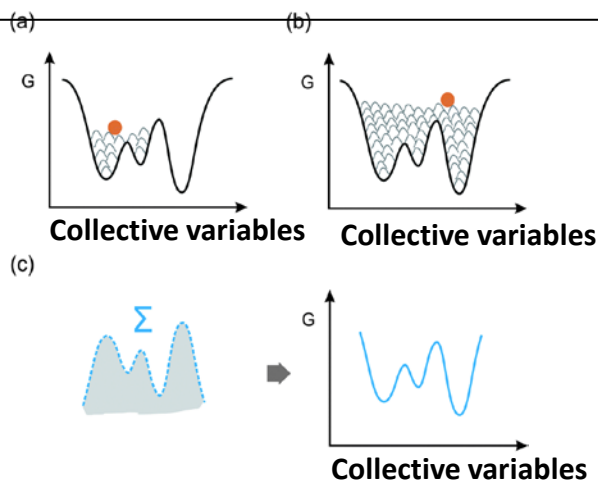 (a)
(b)
G
G
Collective variables
Collective variables
(c)
Σ
G
Collective variables